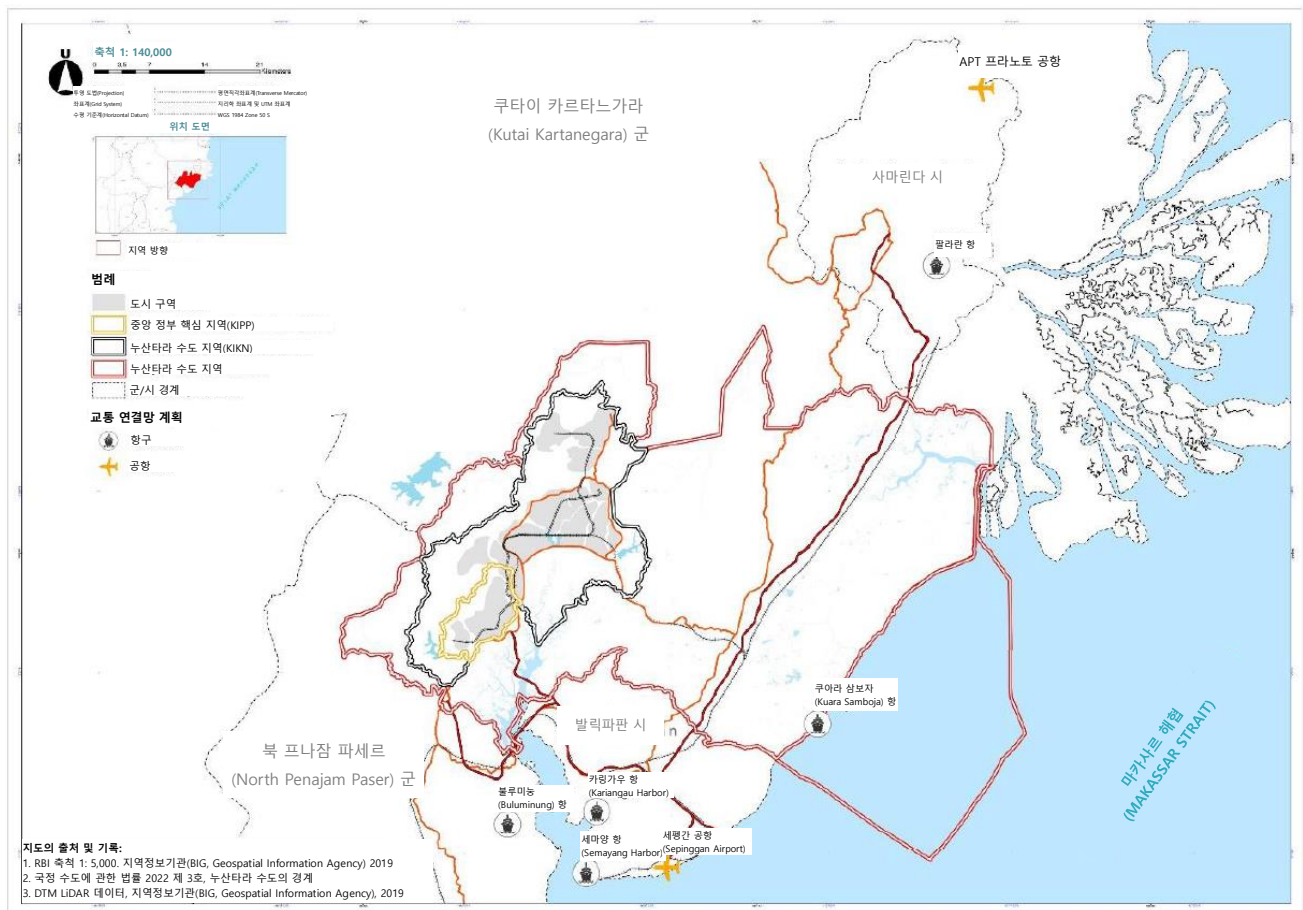 U
축척 1: 140,000
0 3,5 7 14 21 Kilometers
투영 도법(Projection) 평면직각좌표계(Transverse Mercator)
좌표계(Grid System) 지리학 좌표계 및 UTM 좌표계
수평 기준계(Horizontal Datum) WGS 1984 Zone 50 S
위치 도면
지역 방향
범례
도시 구역
중앙 정부 핵심 지역(KIPP)
누산타라 수도 지역(KIKN)
누산타라 수도 지역
군/시 경계
교통 연결망 계획
항구
공항
쿠타이 카르타느가라
(Kutai Kartanegara) 군
APT 프라노토 공항
사마린다 시
팔라란 항
쿠아라 삼보자
(Kuara Samboja) 항
발릭파판 시
n
북 프나잠 파세르
(North Penajam Paser) 군
불루미농
(Buluminung) 항
카링가우 항
(Kariangau Harbor)
세마양 항
(Semayang Harbor)
세펑간 공항
(Sepinggan Airport)
마카사르 해협
(MAKASSAR STRAIT)
지도의 출처 및 기록:
1. RBI 축척 1: 5,000. 지역정보기관(BIG, Geospatial Information Agency) 2019
2. 국정 수도에 관한 법률 2022 제 3호, 누산타라 수도의 경계
3. DTM LiDAR 데이터, 지역정보기관(BIG, Geospatial Information Agency), 2019